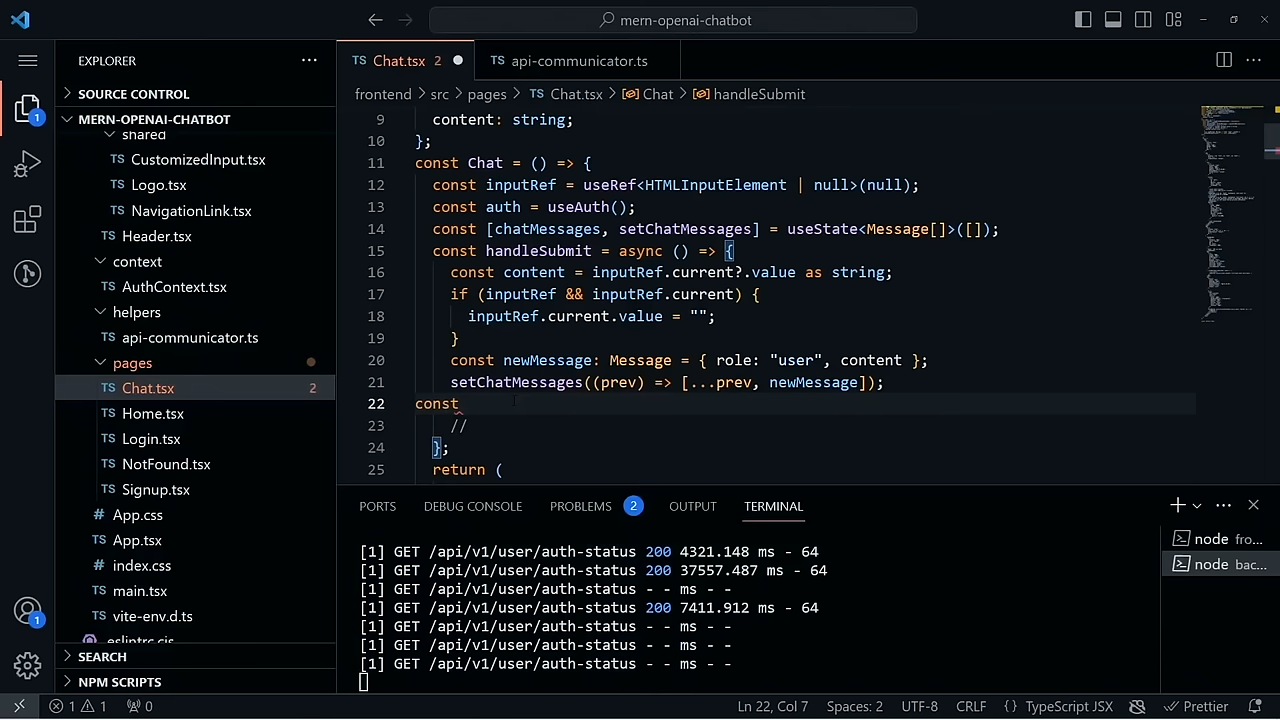 mern-openai-chatbot
EXPLORER
SOURCE CONTROL
MERN-OPENAI-CHATBOT
shared
TS CustomizedInput.tsx
TS Logo.tsx
TS NavigationLink.tsx
TS Header.tsx
context
TS AuthContext.tsx
helpers
TS api-communicator.ts
pages
TS Chat.tsx 2
TS Home.tsx
TS Login.tsx
TS NotFound.tsx
TS Signup.tsx
# App.css
TS App.tsx
# index.css
TS main.tsx
TS vite-env.d.ts
.eslintrc.cjs
SEARCH
NPM SCRIPTS
1
1
TS Chat.tsx 2
TS api-communicator.ts
frontend > src > pages > TS Chat.tsx > Chat > handleSubmit
9 content: string;
10 };
11 const Chat = () => {
12 const inputRef = useRef<HTMLInputElement | null>(null);
13 const auth = useAuth();
14 const [chatMessages, setChatMessages] = useState<Message[]>([]);
15 const handleSubmit = async () => {
16 const content = inputRef.current?.value as string;
17 if (inputRef && inputRef.current) {
18 inputRef.current.value = "";
19 }
20 const newMessage: Message = { role: "user", content };
21 setChatMessages((prev) => [...prev, newMessage]);
22 const
23 //
24 };
25 return (
PORTS DEBUG CONSOLE PROBLEMS 2 OUTPUT TERMINAL
[1] GET /api/v1/user/auth-status 200 4321.148 ms - 64
[1] GET /api/v1/user/auth-status 200 37557.487 ms - 64
[1] GET /api/v1/user/auth-status - - ms - -
[1] GET /api/v1/user/auth-status 200 7411.912 ms - 64
[1] GET /api/v1/user/auth-status - - ms - -
[1] GET /api/v1/user/auth-status - - ms - -
[1] GET /api/v1/user/auth-status - - ms - -
node fro...
node bac...
1 1 0 Ln 22, Col 7 Spaces: 2 UTF-8 CRLF {} TypeScript JSX Prettier